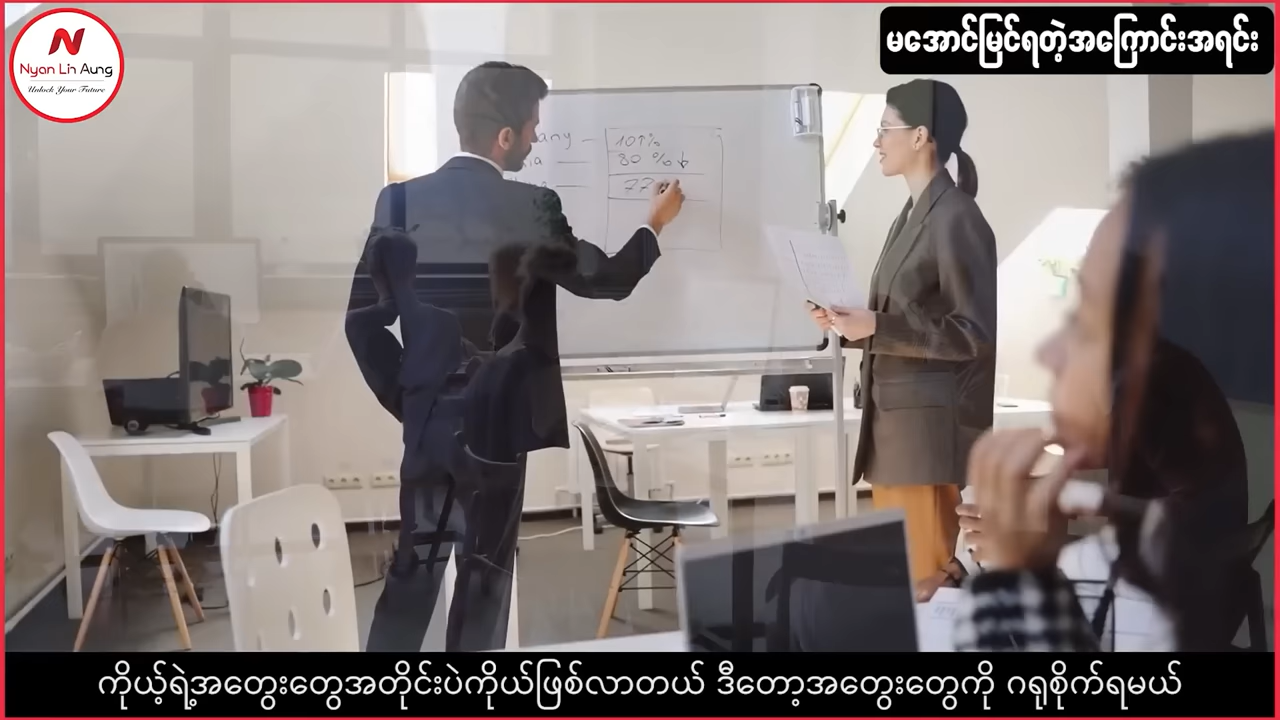 မအောင်မြင်ရတဲ့အကြောင်းအရင်း
N
Nyan Lin Aung
Unlock Your Future
any – 101%
80 %↓
77
ကိုယ့်ရဲ့အတွေးတွေအတိုင်းပဲကိုယ်ဖြစ်လာတယ် ဒီတော့အတွေးတွေကို ဂရုစိုက်ရမယ်